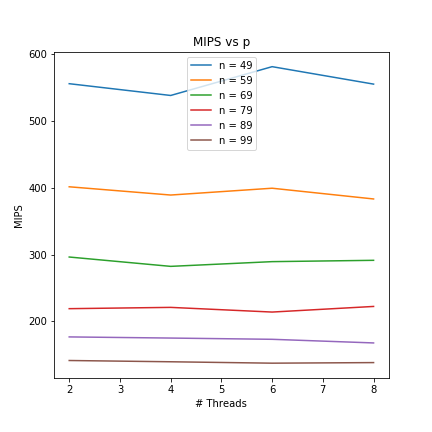 MIPS vs p
600
500
400
300
200
MIPS
n = 49
n = 59
n = 69
n = 79
n = 89
n = 99
2 3 4 5 6 7 8
# Threads